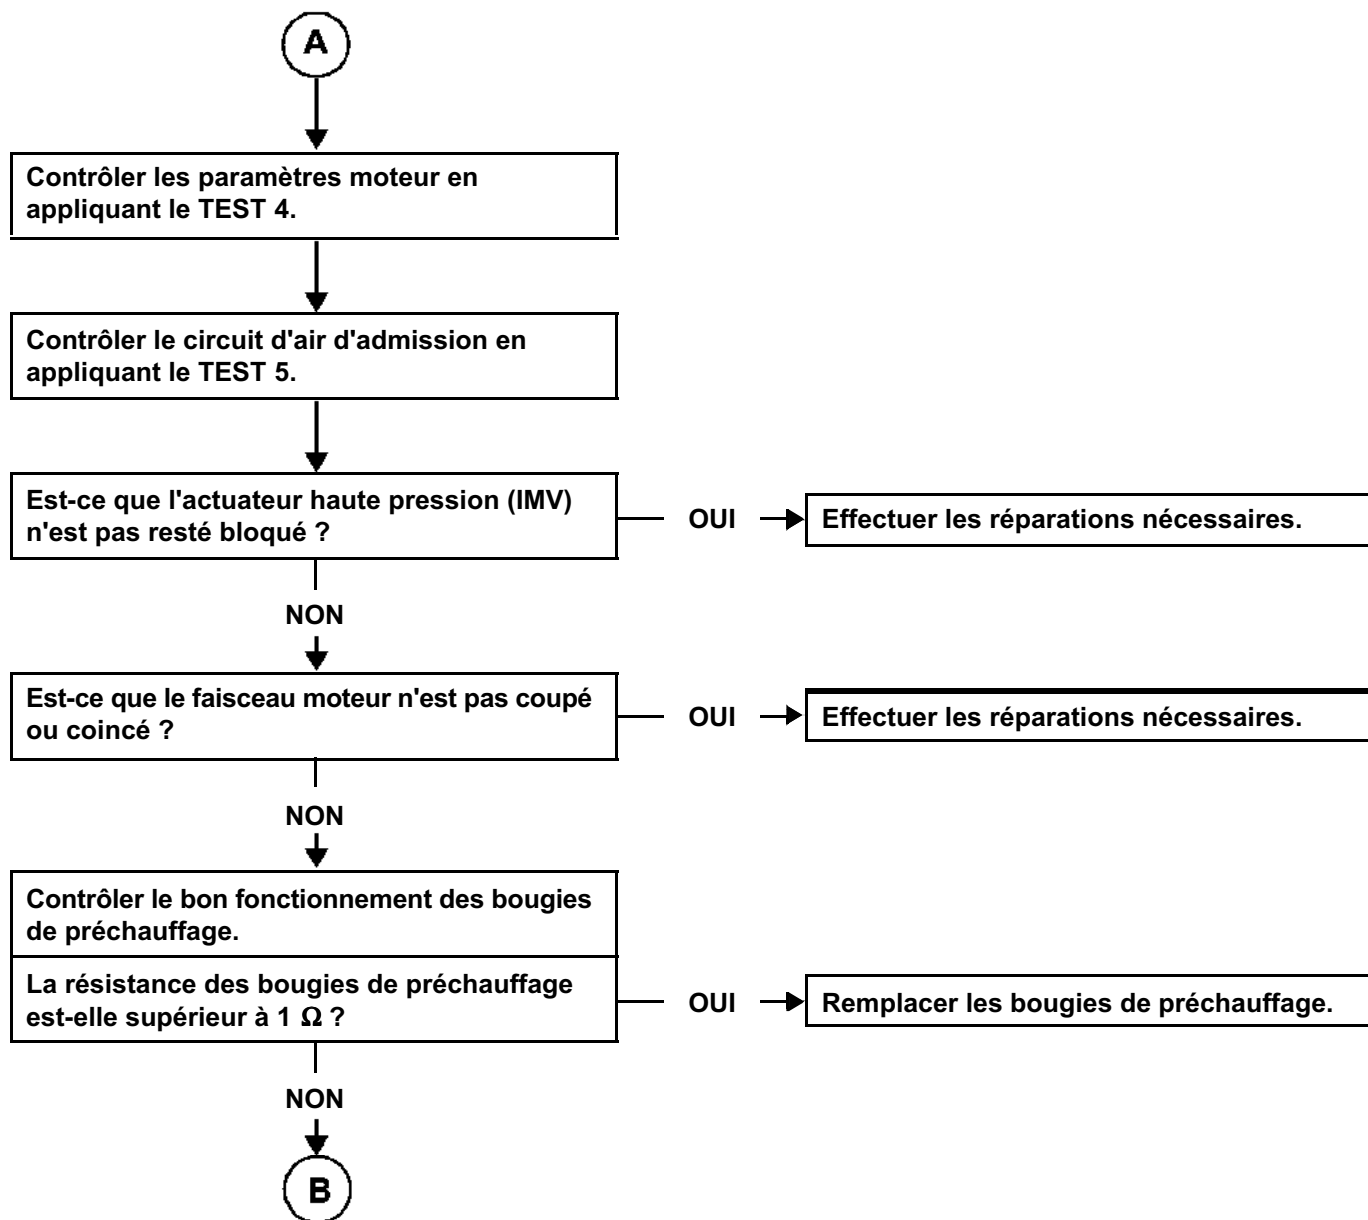 A
Contrôler les paramètres moteur en
appliquant le TEST 4.
Contrôler le circuit d'air d'admission en
appliquant le TEST 5.
Est-ce que l'actuateur haute pression (IMV)
n'est pas resté bloqué ?
OUI
Effectuer les réparations nécessaires.
NON
Est-ce que le faisceau moteur n'est pas coupé
ou coincé ?
OUI
Effectuer les réparations nécessaires.
NON
Contrôler le bon fonctionnement des bougies
de préchauffage.
La résistance des bougies de préchauffage
est-elle supérieur à 1 Ω ?
OUI
Remplacer les bougies de préchauffage.
NON
B